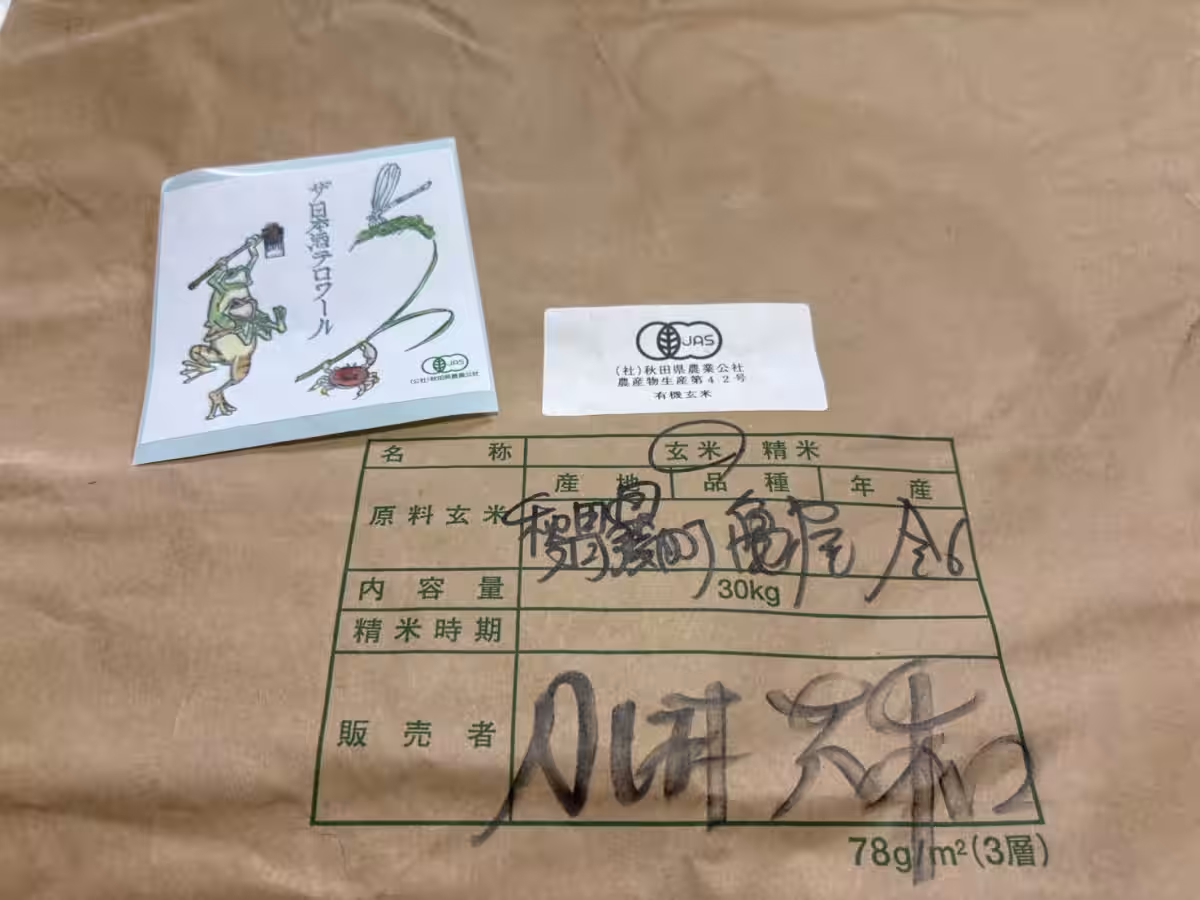 ザ日本酒テロワール
JAS
(公社)秋田県農業公社
JAS
(社)秋田県農業公社
農産物生産第42号
有機玄米
名称 玄米 精米
産地 品種 年産
原料玄米
内容量 30kg
精米時期
販売者
78g/m²(3層)